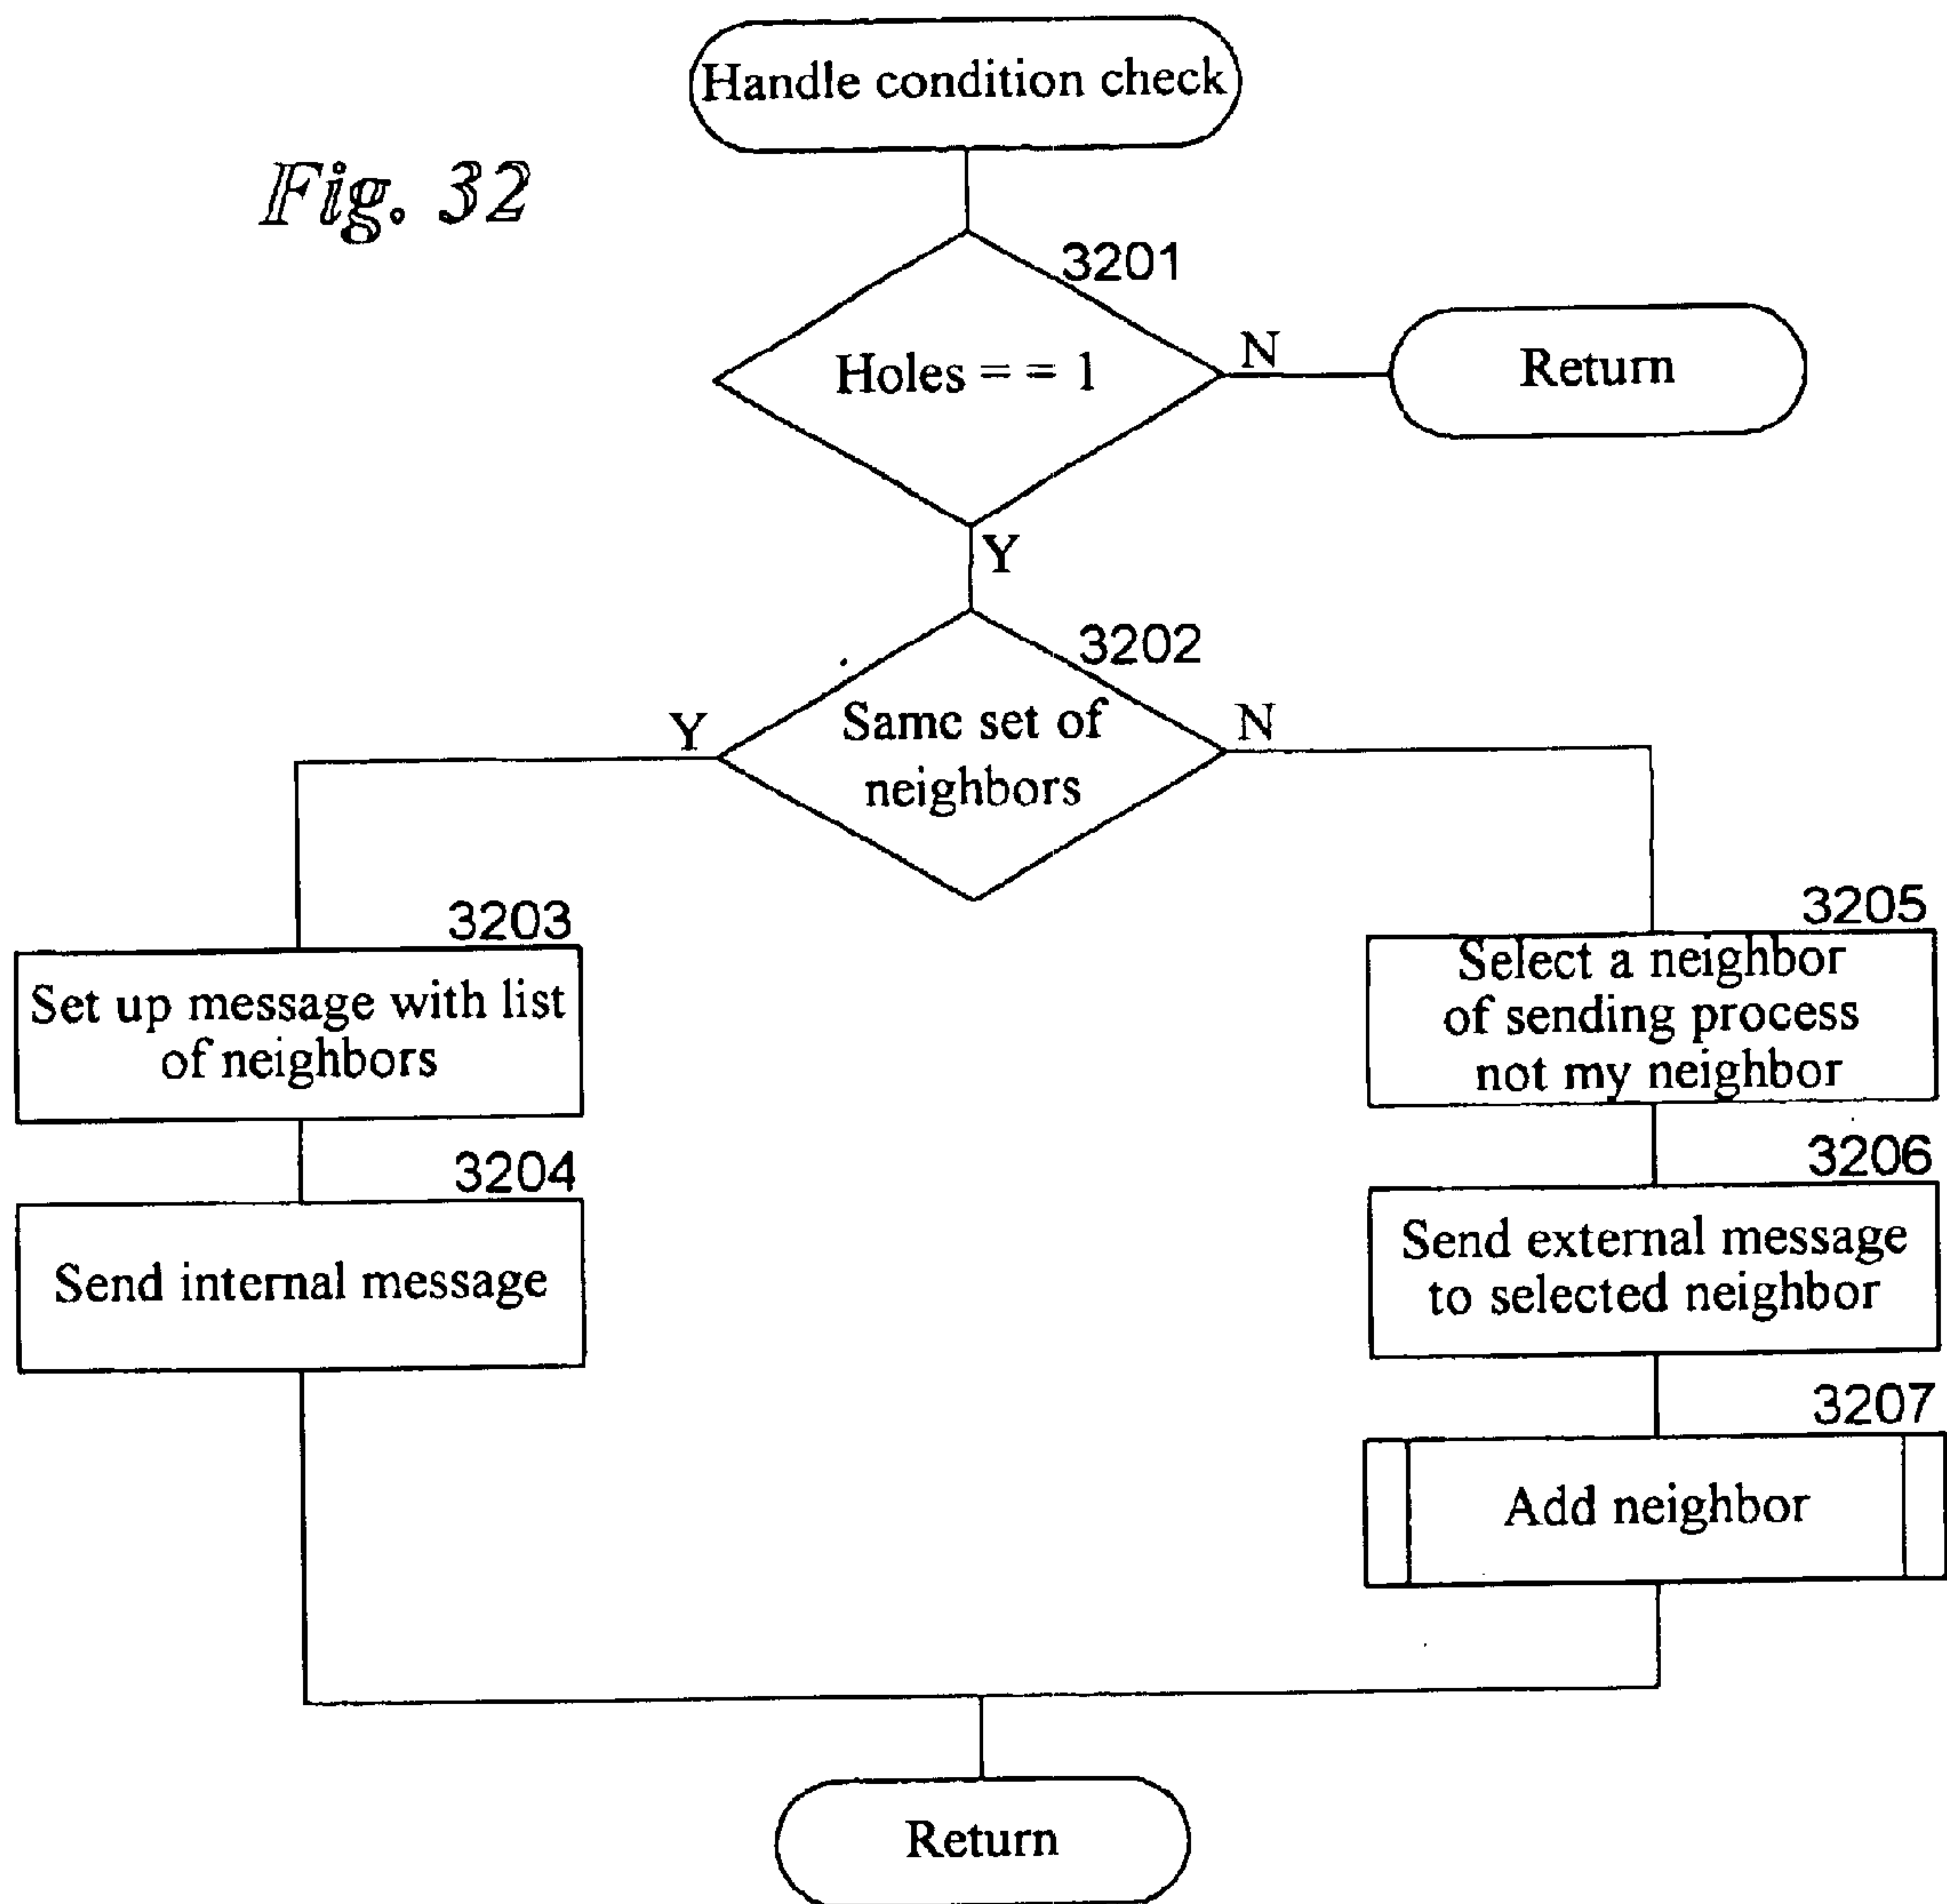 Handle condition check
Fig. 32
3201
Holes = = 1
N
Return
Y
3202
Same set of
neighbors
Y
N
3203
Set up message with list
of neighbors
3204
Send internal message
3205
Select a neighbor
of sending process
not my neighbor
3206
Send external message
to selected neighbor
3207
Add neighbor
Return